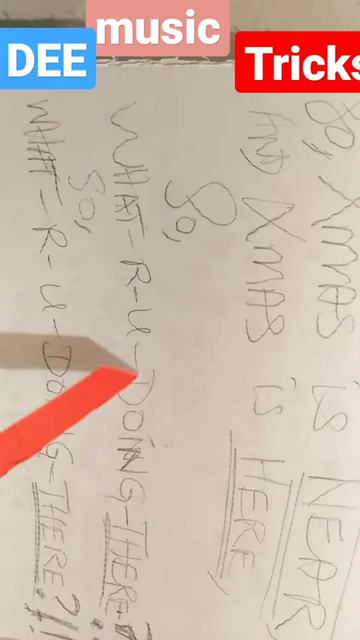 DEE
music
Tricks
So, Xmas is NEAR
And Xmas is HERE,
So,
WHAT-R-U-DOiNG-THERE?
So,
WHAT-R-U-DOiNG-THERE?!!